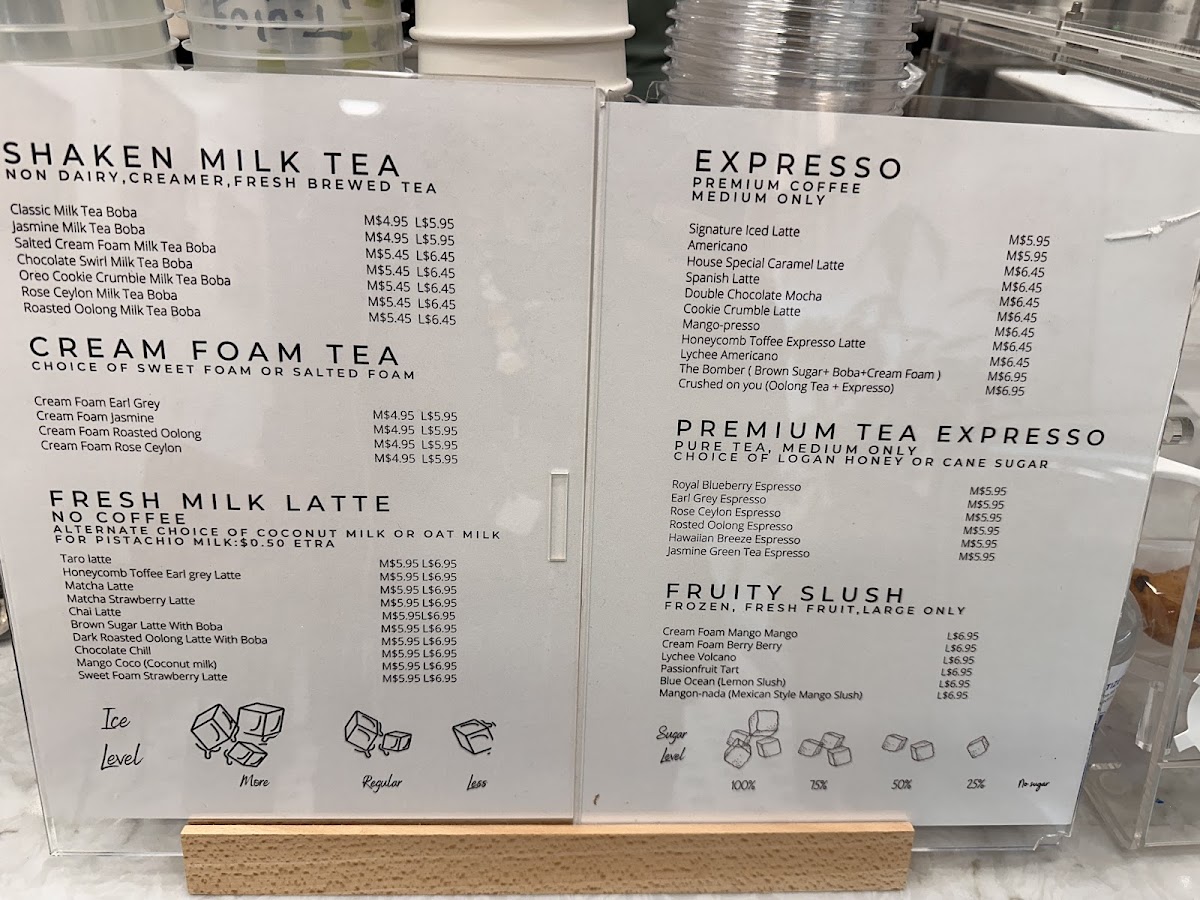 SHAKEN MILK TEA
NON DAIRY,CREAMER,FRESH BREWED TEA
Classic Milk Tea Boba M$4.95 L$5.95
Jasmine Milk Tea Boba M$4.95 L$5.95
Salted Cream Foam Milk Tea Boba M$5.45 L$6.45
Chocolate Swirl Milk Tea Boba M$5.45 L$6.45
Oreo Cookie Crumble Milk Tea Boba M$5.45 L$6.45
Rose Ceylon Milk Tea Boba M$5.45 L$6.45
Roasted Oolong Milk Tea Boba M$5.45 L$6.45
CREAM FOAM TEA
CHOICE OF SWEET FOAM OR SALTED FOAM
Cream Foam Earl Grey M$4.95 L$5.95
Cream Foam Jasmine M$4.95 L$5.95
Cream Foam Roasted Oolong M$4.95 L$5.95
Cream Foam Rose Ceylon M$4.95 L$5.95
FRESH MILK LATTE
NO COFFEE
ALTERNATE CHOICE OF COCONUT MILK OR OAT MILK
FOR PISTACHIO MILK:$0.50 ETRA
Taro latte M$5.95 L$6.95
Honeycomb Toffee Earl grey Latte M$5.95 L$6.95
Matcha Latte M$5.95 L$6.95
Matcha Strawberry Latte M$5.95 L$6.95
Chai Latte M$5.95L$6.95
Brown Sugar Latte With Boba M$5.95 L$6.95
Dark Roasted Oolong Latte With Boba M$5.95 L$6.95
Chocolate Chill M$5.95 L$6.95
Mango Coco (Coconut milk) M$5.95 L$6.95
Sweet Foam Strawberry Latte M$5.95 L$6.95
Ice
Level
More Regular Less
EXPRESSO
PREMIUM COFFEE
MEDIUM ONLY
Signature Iced Latte M$5.95
Americano M$5.95
House Special Caramel Latte M$6.45
Spanish Latte M$6.45
Double Chocolate Mocha M$6.45
Cookie Crumble Latte M$6.45
Mango-presso M$6.45
Honeycomb Toffee Expresso Latte M$6.45
Lychee Americano M$6.45
The Bomber ( Brown Sugar+ Boba+Cream Foam ) M$6.95
Crushed on you (Oolong Tea + Expresso) M$6.95
PREMIUM TEA EXPRESSO
PURE TEA, MEDIUM ONLY
CHOICE OF LOGAN HONEY OR CANE SUGAR
Royal Blueberry Espresso M$5.95
Earl Grey Espresso M$5.95
Rose Ceylon Espresso M$5.95
Rosted Oolong Espresso M$5.95
Hawaiian Breeze Espresso M$5.95
Jasmine Green Tea Espresso M$5.95
FRUITY SLUSH
FROZEN, FRESH FRUIT,LARGE ONLY
Cream Foam Mango Mango L$6.95
Cream Foam Berry Berry L$6.95
Lychee Volcano L$6.95
Passionfruit Tart L$6.95
Blue Ocean (Lemon Slush) L$6.95
Mangon-nada (Mexican Style Mango Slush) L$6.95
Sugar
Level
100% 75% 50% 25% No sugar